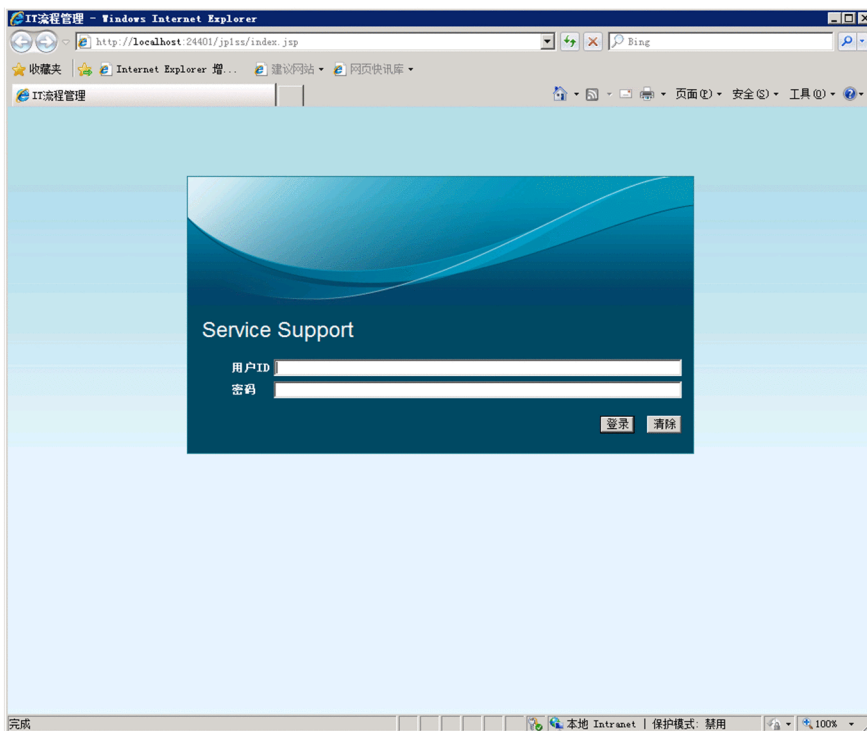 IT流程管理 - Windows Internet Explorer
http://localhost:24401/jp1ss/index.jsp
Bing
收藏夹 Internet Explorer 增... 建议网站 网页快讯库
IT流程管理 页面(P) 安全(S) 工具(O)
Service Support
用户ID
密码
登录 清除
完成 本地 Intranet | 保护模式: 禁用 100%